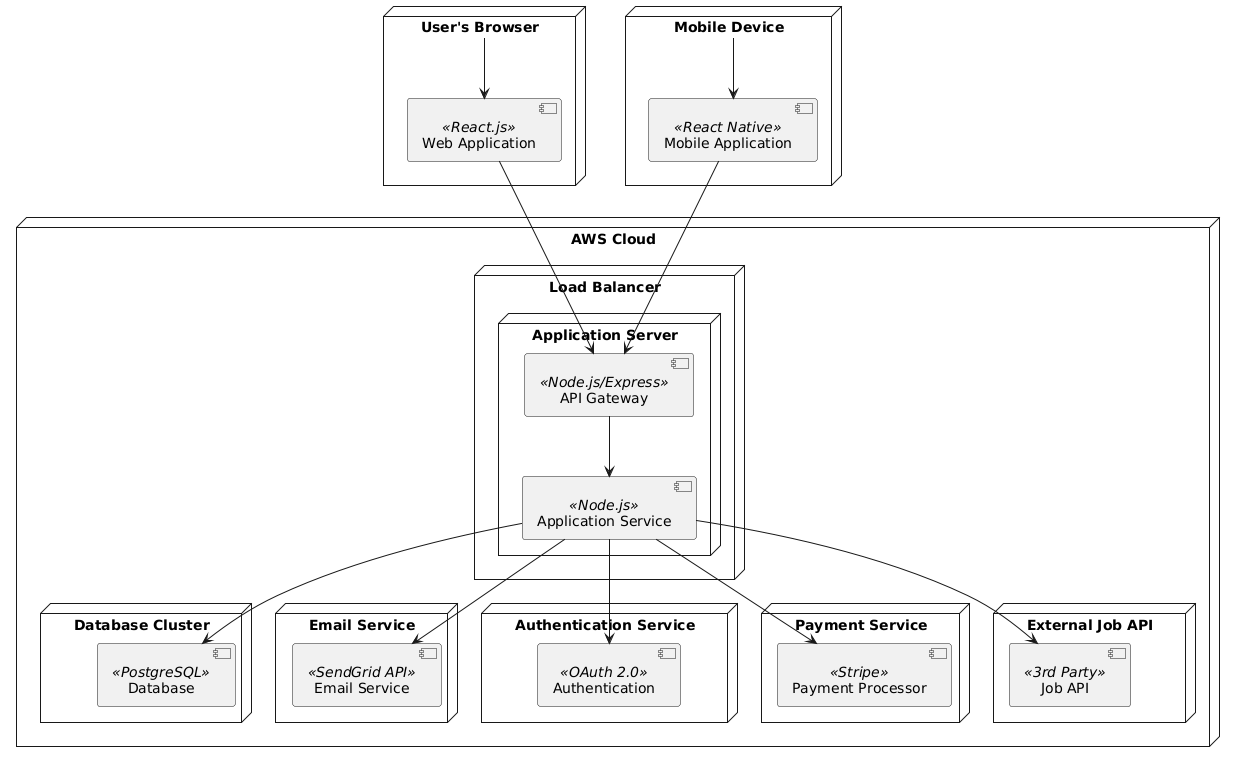 User's Browser
Mobile Device
«React.js»
Web Application
«React Native»
Mobile Application
AWS Cloud
Load Balancer
Application Server
«Node.js/Express»
API Gateway
«Node.js»
Application Service
Database Cluster
«PostgreSQL»
Database
Email Service
«SendGrid API»
Email Service
Authentication Service
«OAuth 2.0»
Authentication
Payment Service
«Stripe»
Payment Processor
External Job API
«3rd Party»
Job API